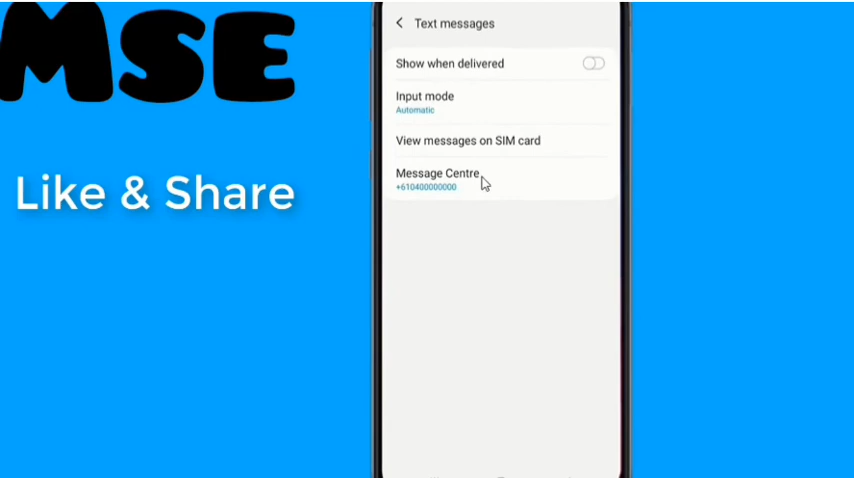 MSE
Like & Share
Text messages
Show when delivered
Input mode
Automatic
View messages on SIM card
Message Centre
+610400000000